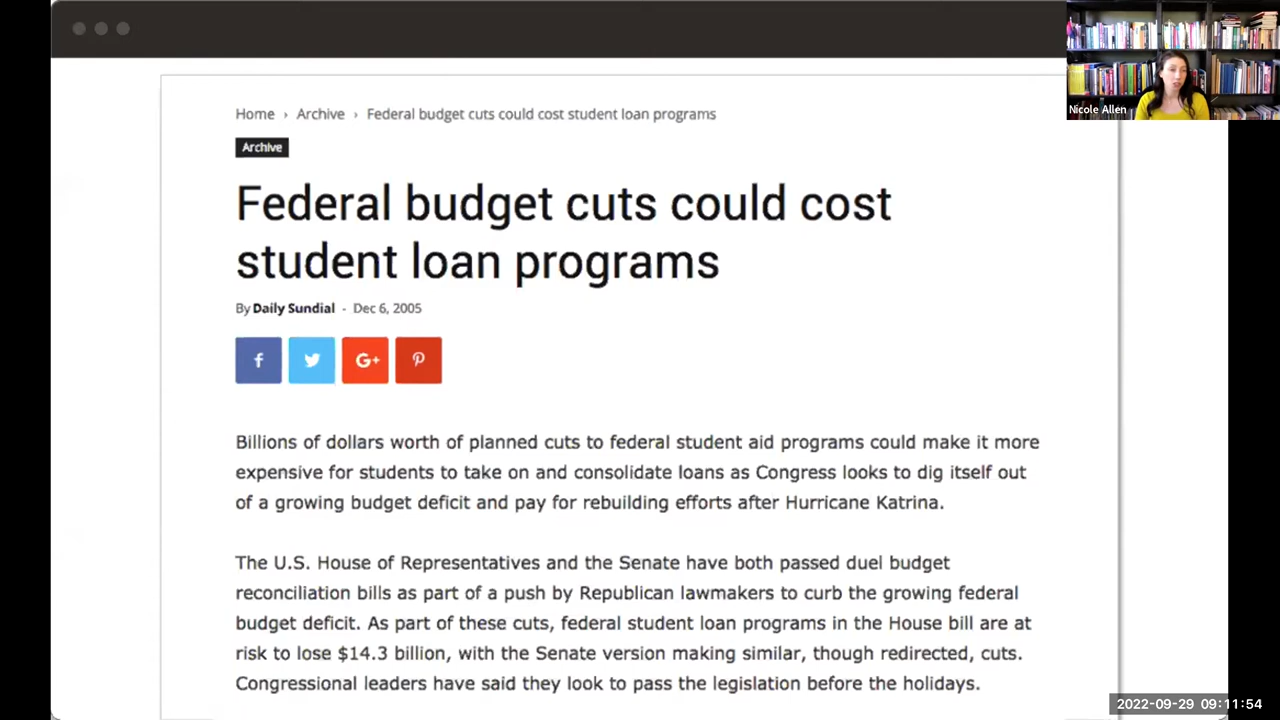 Nicole Allen
Home › Archive › Federal budget cuts could cost student loan programs
Archive
Federal budget cuts could cost
student loan programs
By Daily Sundial - Dec 6, 2005
f G+
Billions of dollars worth of planned cuts to federal student aid programs could make it more
expensive for students to take on and consolidate loans as Congress looks to dig itself out
of a growing budget deficit and pay for rebuilding efforts after Hurricane Katrina.
The U.S. House of Representatives and the Senate have both passed duel budget
reconciliation bills as part of a push by Republican lawmakers to curb the growing federal
budget deficit. As part of these cuts, federal student loan programs in the House bill are at
risk to lose $14.3 billion, with the Senate version making similar, though redirected, cuts.
Congressional leaders have said they look to pass the legislation before the holidays.
2022-09-29 09:11:54